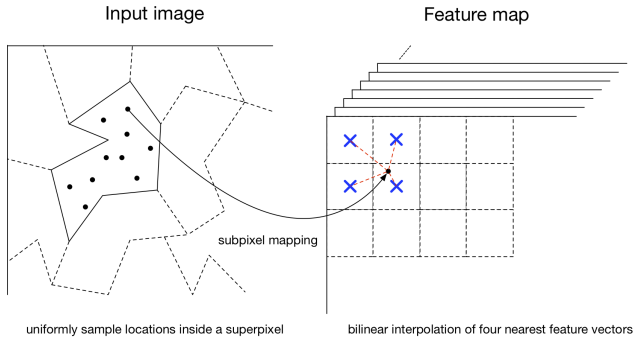 Input image
Feature map
subpixel mapping
uniformly sample locations inside a superpixel
bilinear interpolation of four nearest feature vectors